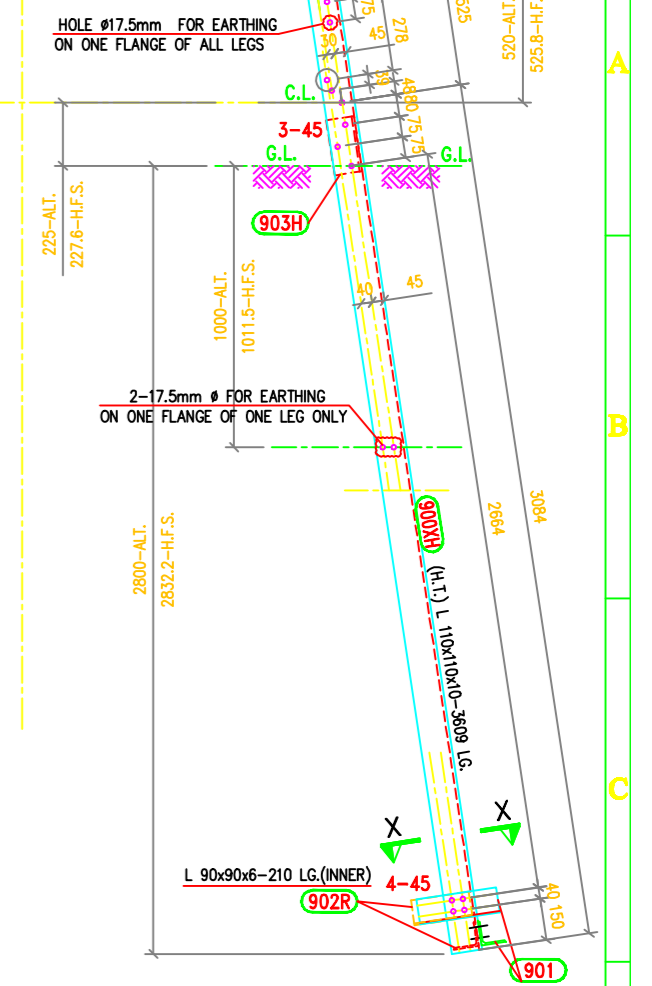 HOLE ø17.5mm FOR EARTHING
ON ONE FLANGE OF ALL LEGS
30
45
75
278
525
520-ALT.
525.8-H.F.S.
A
C.L.
75
75
3-45
G.L.
G.L.
903H
225-ALT.
227.6-H.F.S.
1000-ALT.
1011.5-H.F.S.
40
45
2-17.5mm ø FOR EARTHING
ON ONE FLANGE OF ONE LEG ONLY
B
900XH
2664
3084
2800-ALT.
2832.2-H.F.S.
(H.T.) L 110x110x10-3609 LG.
C
X
X
L 90x90x6-210 LG.(INNER)
4-45
902R
40
150
901